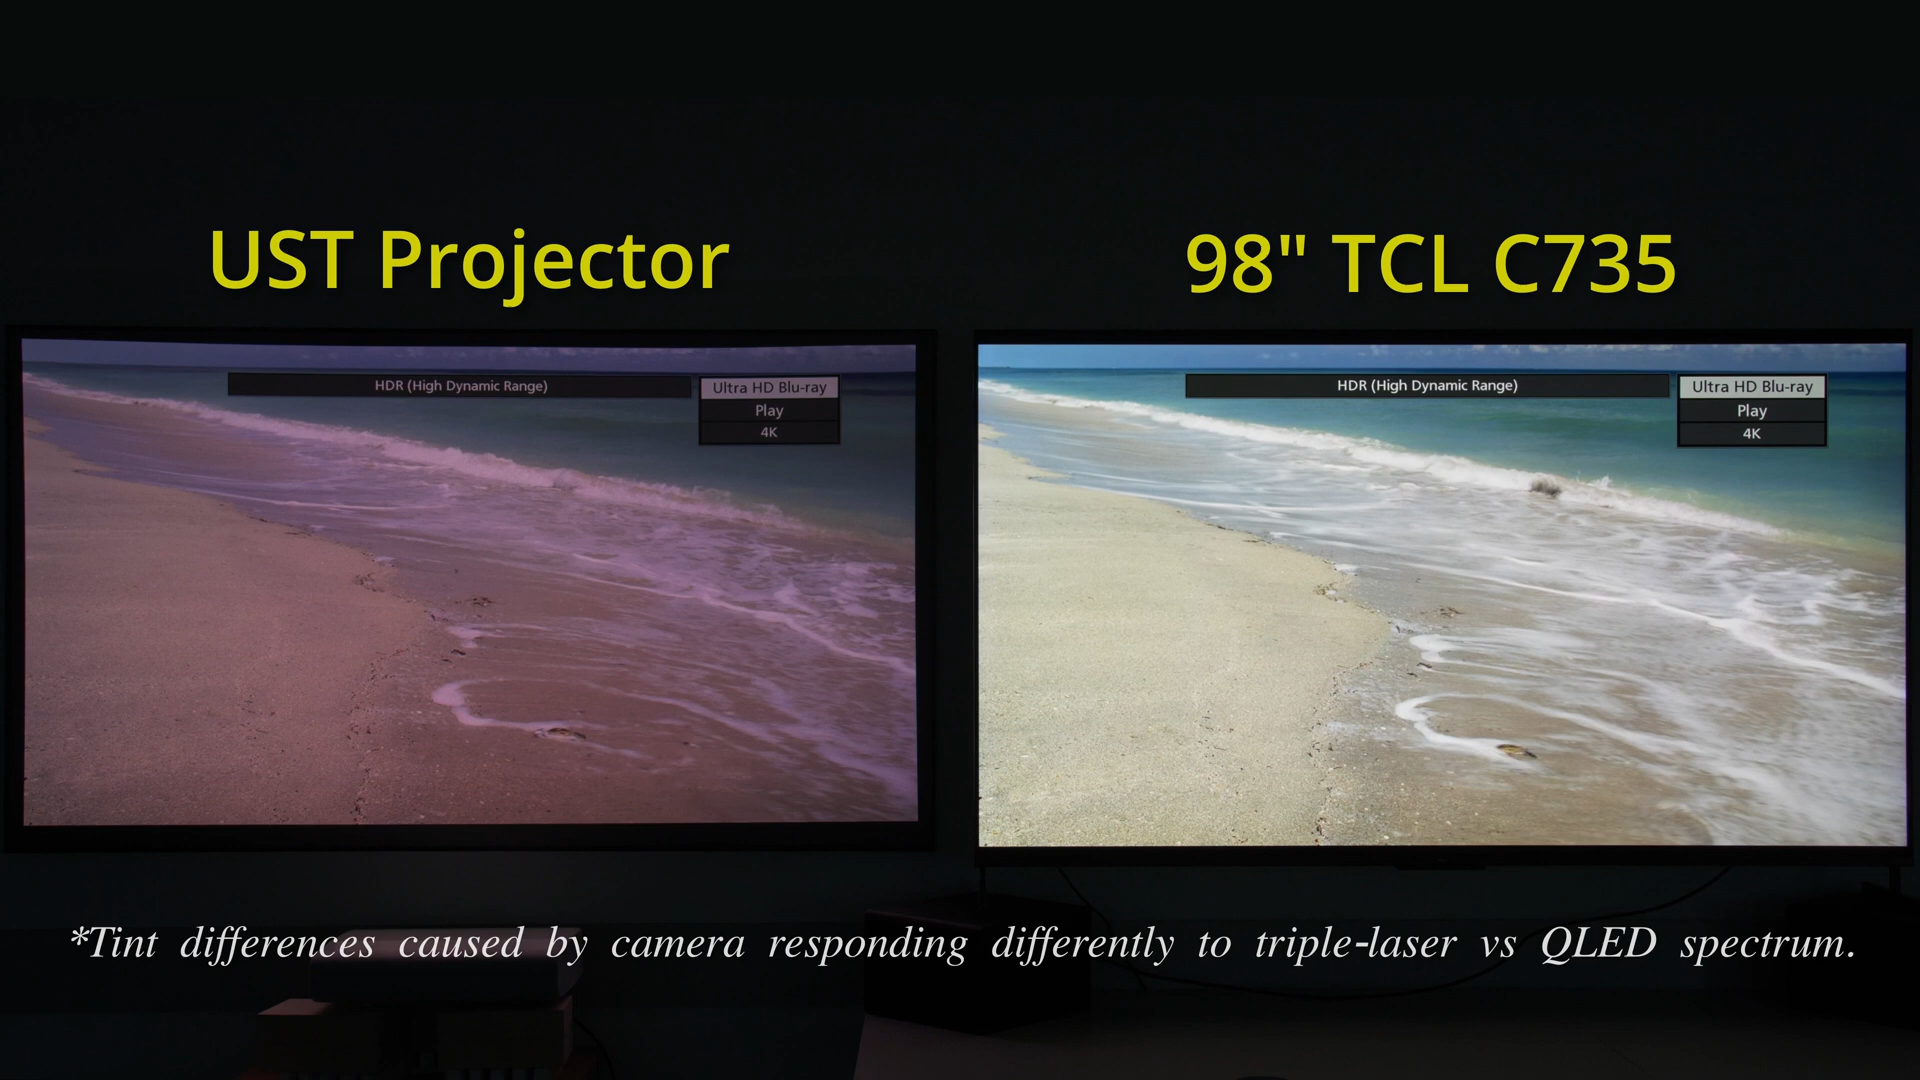 UST Projector
98" TCL C735
HDR (High Dynamic Range)
Ultra HD Blu-ray
Play
4K
HDR (High Dynamic Range)
Ultra HD Blu-ray
Play
4K
*Tint differences caused by camera responding differently to triple-laser vs QLED spectrum.